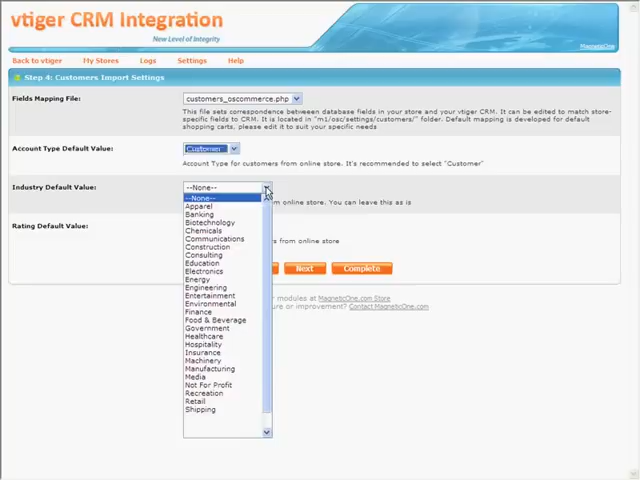 vtiger CRM Integration
New Level of Integrity
MagneticOne
Back to vtiger My Stores Logs Settings Help
Step 4: Customers Import Settings
Fields Mapping File: customers_oscommerce.php
This file sets correspondence between database fields in your store and your vtiger CRM. It can be edited to match store-
specific fields to CRM. It is located in "m1/osc/settings/customers/" folder. Default mapping is developed for default
shopping carts, please edit it to suit your specific needs
Account Type Default Value: Customer
Account Type for customers from online store. It's recommended to select "Customer"
Industry Default Value: --None--
--None--
om online store. You can leave this as is
Apparel
Banking
Biotechnology
Rating Default Value:
Chemicals
Communications
rs from online store
Construction
Consulting
Education
Next Complete
Electronics
Energy
Engineering
Entertainment
r modules at MagneticOne.com Store
Environmental
ure or improvement? Contact MagneticOne.com
Finance
Food & Beverage
Government
Healthcare
Hospitality
Insurance
Machinery
Manufacturing
Media
Not For Profit
Recreation
Retail
Shipping